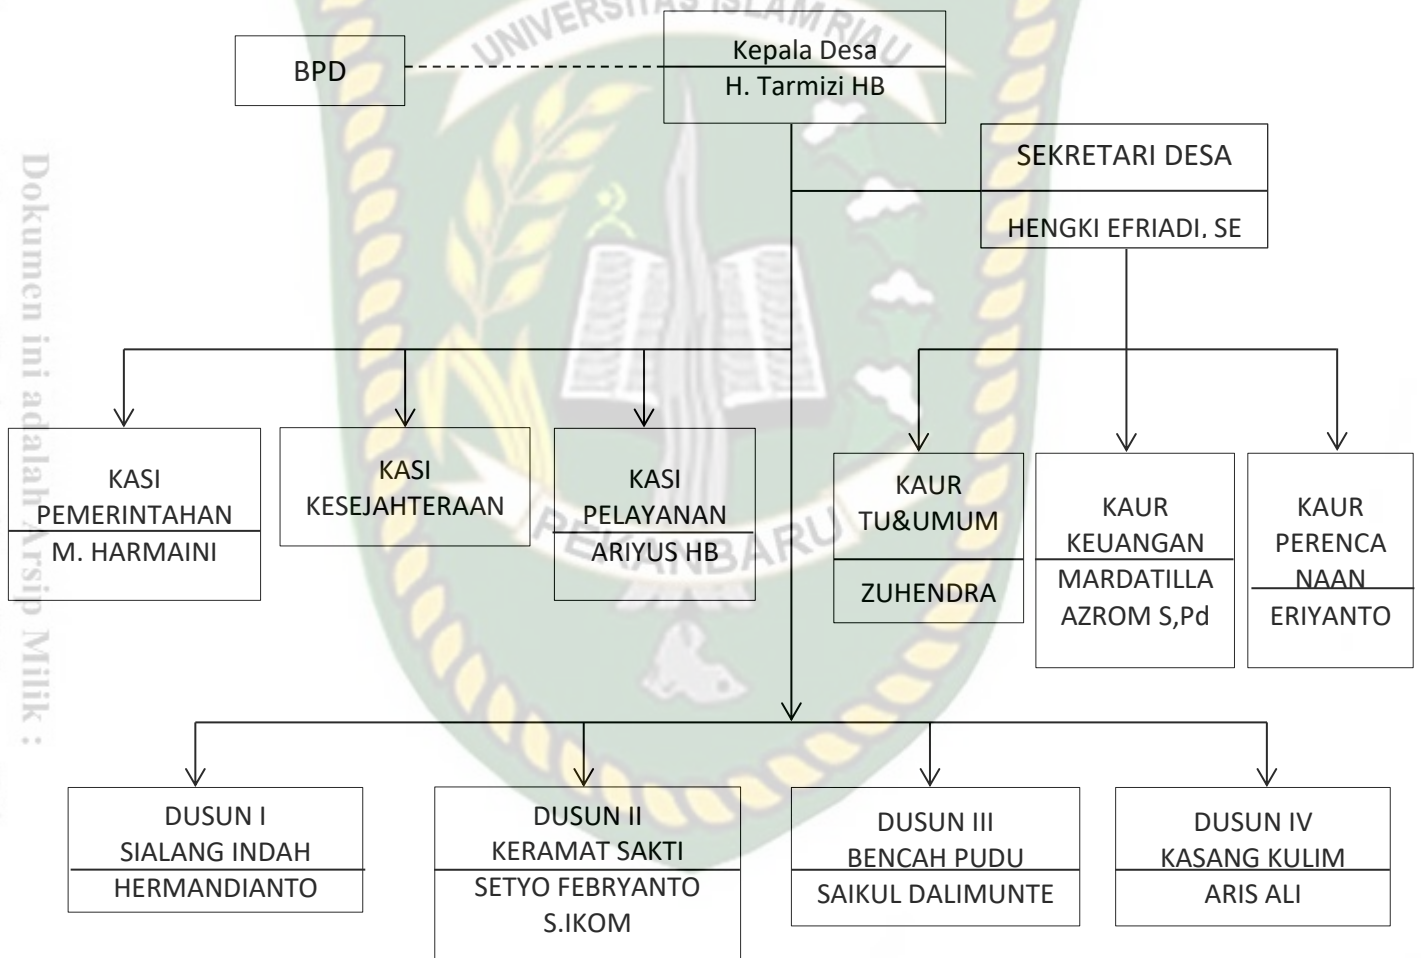 UNIVERSITAS ISLAM RIAU
BPD
Kepala Desa
H. Tarmizi HB
SEKRETARI DESA
HENGKI EFRIADI, SE
KASI
PEMERINTAHAN
M. HARMAINI
KASI
KESEJAHTERAAN
KASI
PELAYANAN
ARIYUS HB
KAUR
TU&UMUM
ZUHENDRA
KAUR
KEUANGAN
MARDATILLA
AZROM S,Pd
KAUR
PERENCA
NAAN
ERIYANTO
PEKANBARU
DUSUN I
SIALANG INDAH
HERMANDIANTO
DUSUN II
KERAMAT SAKTI
SETYO FEBRYANTO
S.IKOM
DUSUN III
BENCAH PUDU
SAIKUL DALIMUNTE
DUSUN IV
KASANG KULIM
ARIS ALI
Dokumen ini adalah Arsip Milik :